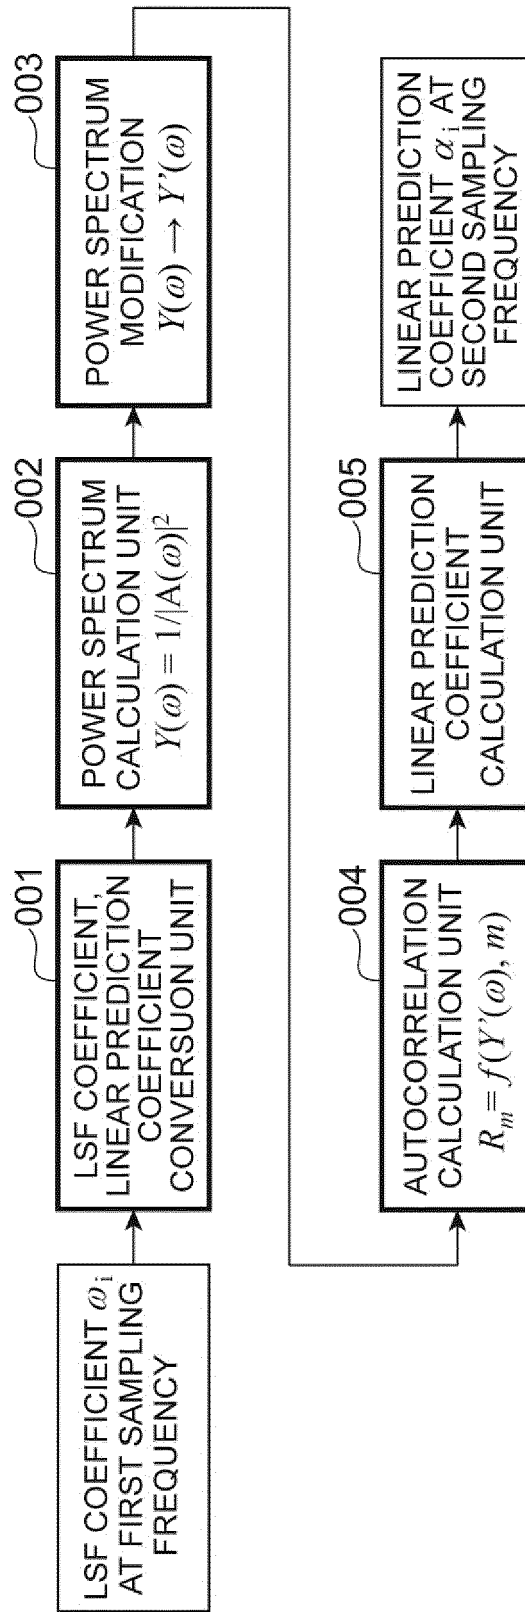 LSF COEFFICIENT ωi
AT FIRST SAMPLING
FREQUENCY
001
LSF COEFFICIENT,
LINEAR PREDICTION
COEFFICIENT
CONVERSUON UNIT
002
POWER SPECTRUM
CALCULATION UNIT
Y(ω) = 1/|A(ω)|²
003
POWER SPECTRUM
MODIFICATION
Y(ω) → Y'(ω)
004
AUTOCORRELATION
CALCULATION UNIT
Rm = f(Y'(ω), m)
005
LINEAR PREDICTION
COEFFICIENT
CALCULATION UNIT
LINEAR PREDICTION
COEFFICIENT αi AT
SECOND SAMPLING
FREQUENCY